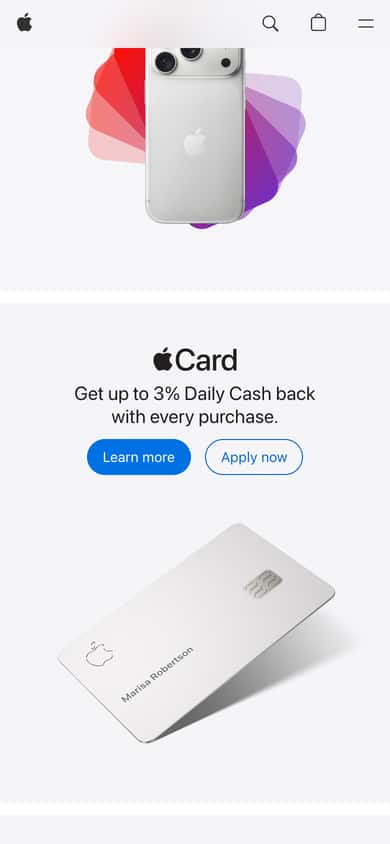 Card
Get up to 3% Daily Cash back
with every purchase.
Learn more
Apply now
Marisa Robertson